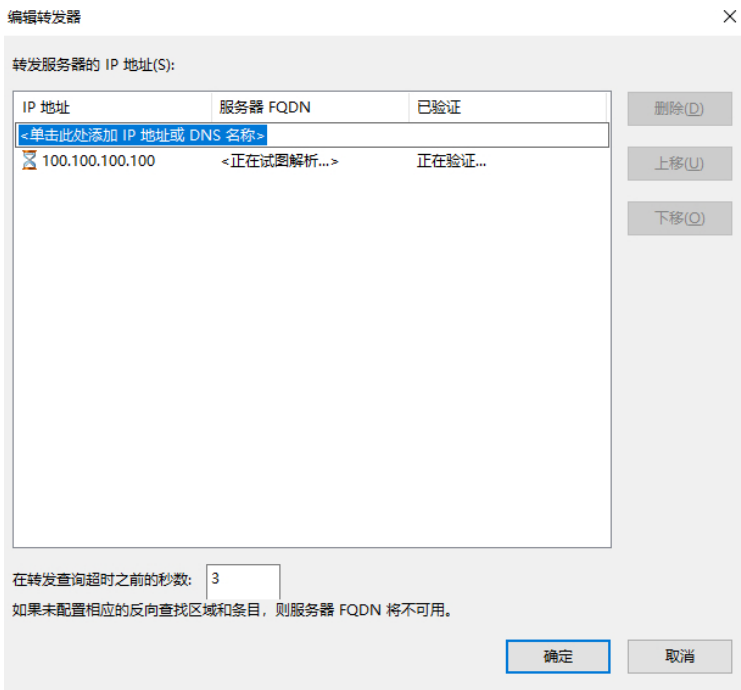 编辑转发器
转发服务器的 IP 地址(S):
IP 地址 服务器 FQDN 已验证
<单击此处添加 IP 地址或 DNS 名称>
100.100.100.100 <正在试图解析...> 正在验证...
删除(D)
上移(U)
下移(O)
在转发查询超时之前的秒数: 3
如果未配置相应的反向查找区域和条目，则服务器 FQDN 将不可用。
确定 取消